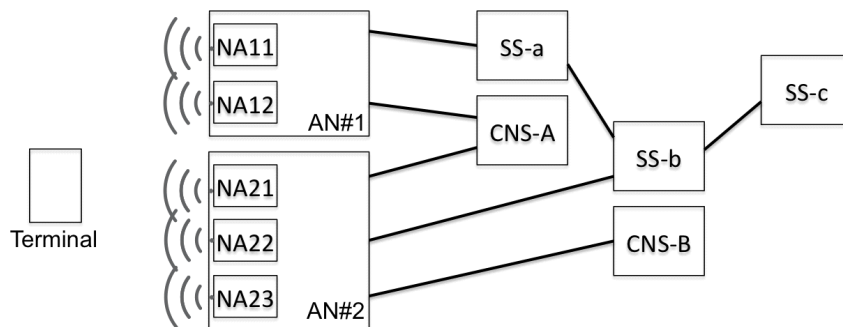 NA11
NA12
AN#1
SS-a
CNS-A
SS-c
SS-b
Terminal
NA21
NA22
NA23
AN#2
CNS-B